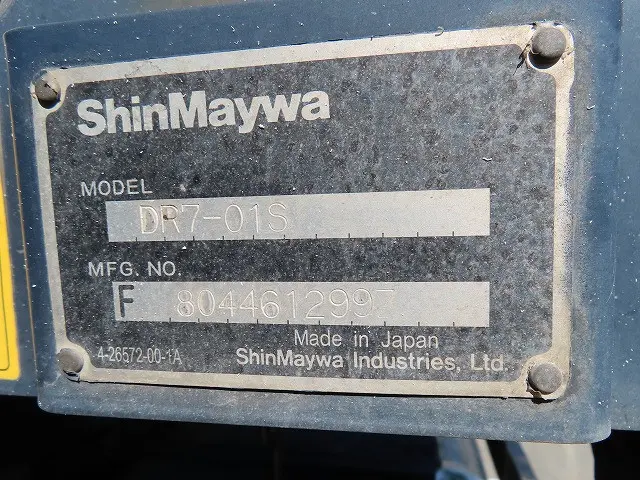 ShinMaywa
MODEL
DR7-01S
MFG. NO.
F 8044612997
4-26572-00-1A
Made in Japan
ShinMaywa Industries, Ltd.